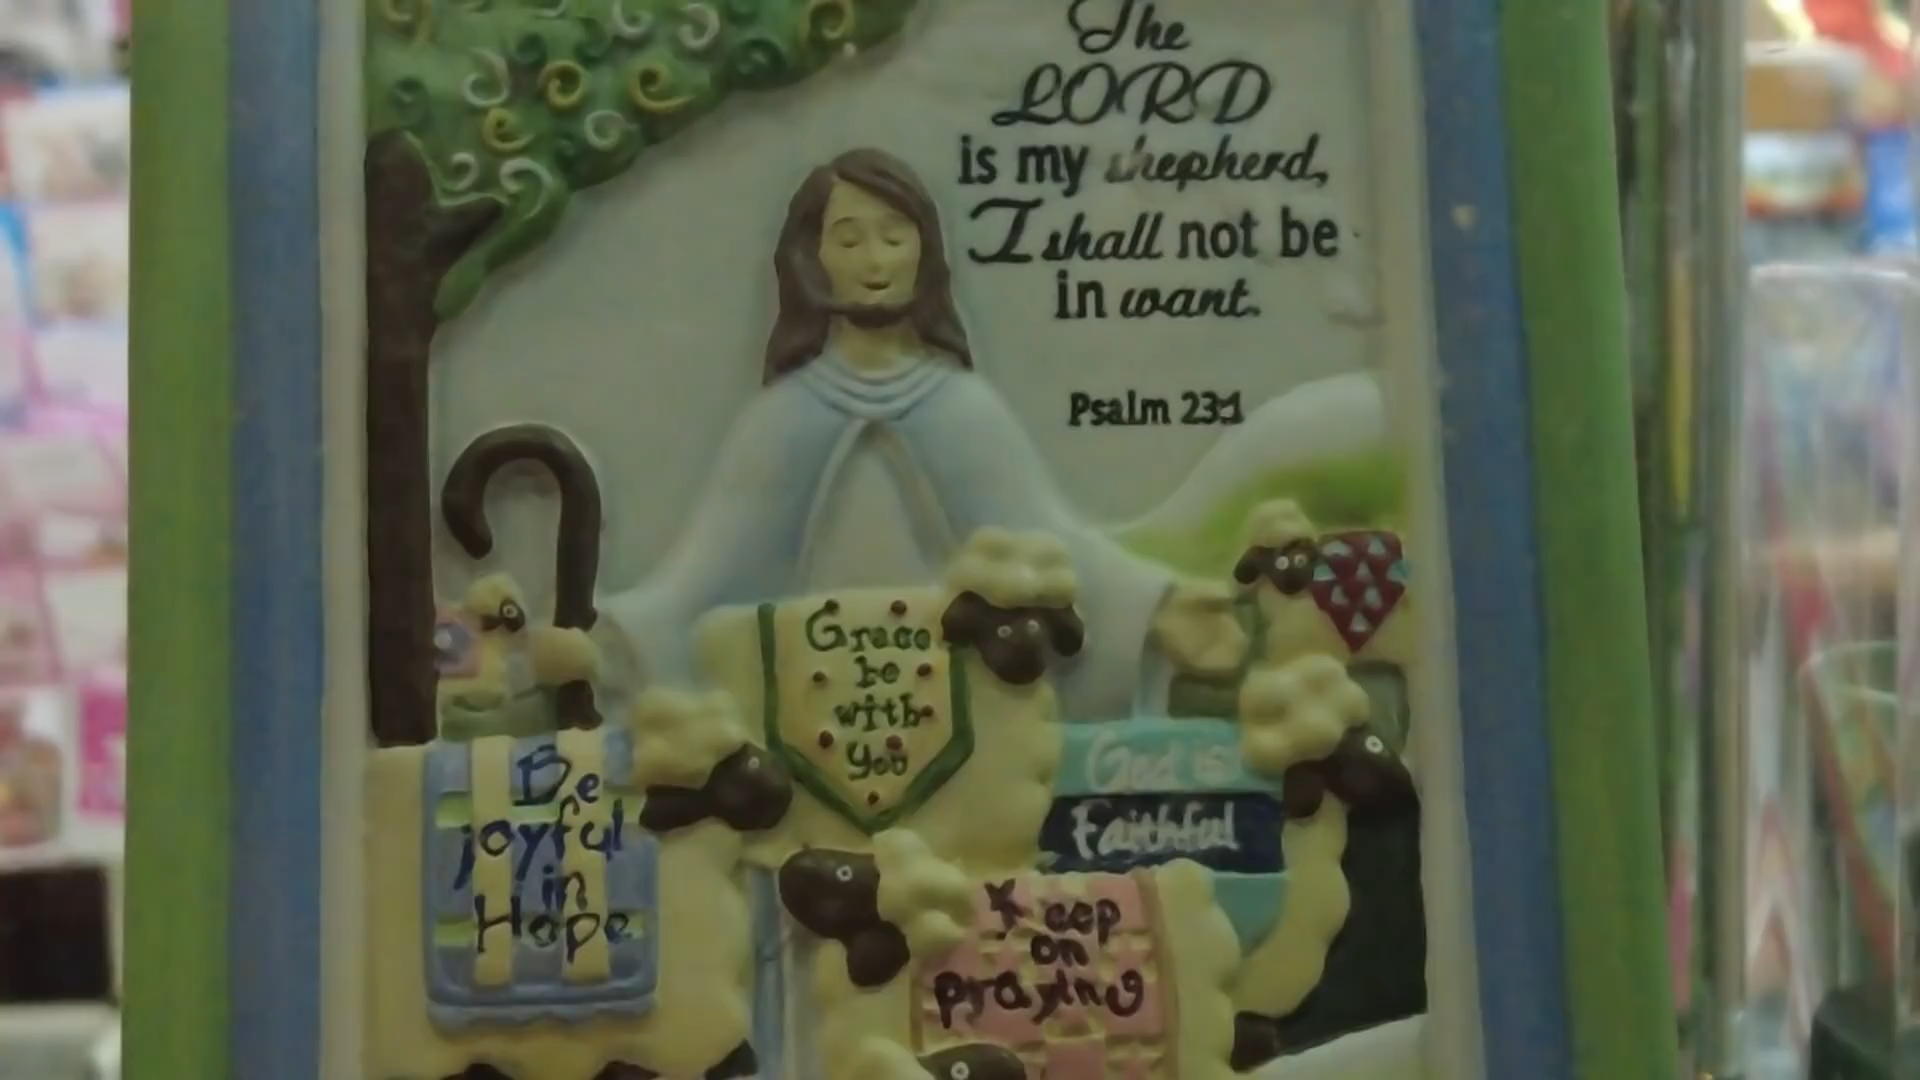 The
LORD
is my shepherd,
I shall not be
in want.
Psalm 23:1
Grace
be
with
you
Be
joyful
in
Hope
God is
Faithful
Keep
on
praying